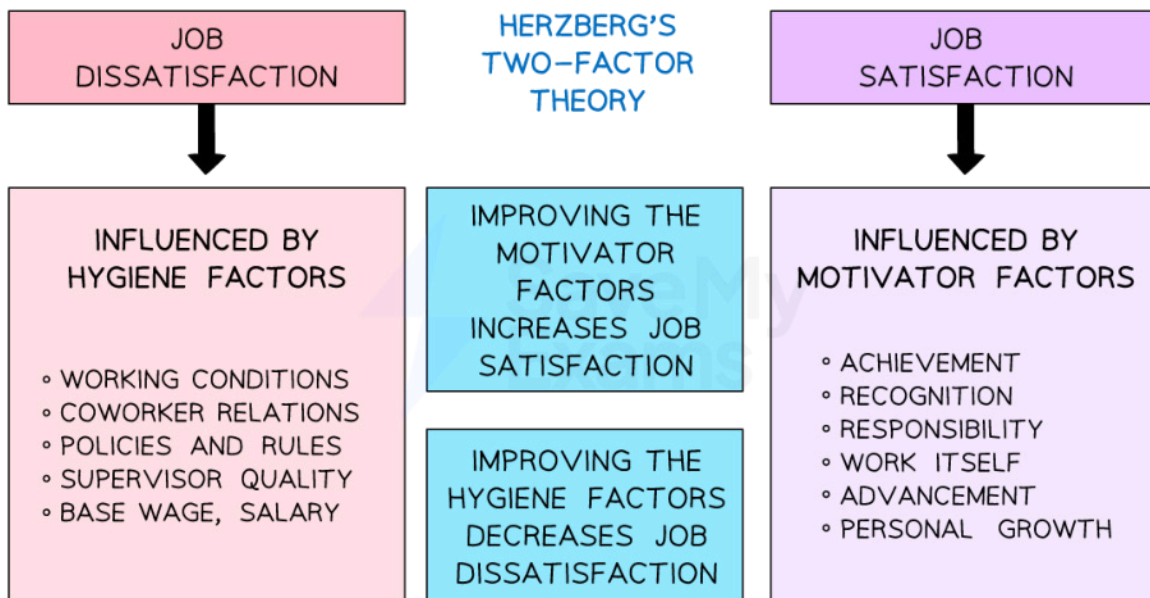 JOB
DISSATISFACTION
HERZBERG'S
TWO-FACTOR
THEORY
JOB
SATISFACTION
INFLUENCED BY
HYGIENE FACTORS
◦ WORKING CONDITIONS
◦ COWORKER RELATIONS
◦ POLICIES AND RULES
◦ SUPERVISOR QUALITY
◦ BASE WAGE, SALARY
IMPROVING THE
MOTIVATOR
FACTORS
INCREASES JOB
SATISFACTION
IMPROVING THE
HYGIENE FACTORS
DECREASES JOB
DISSATISFACTION
INFLUENCED BY
MOTIVATOR FACTORS
◦ ACHIEVEMENT
◦ RECOGNITION
◦ RESPONSIBILITY
◦ WORK ITSELF
◦ ADVANCEMENT
◦ PERSONAL GROWTH
SaveMy
Exams